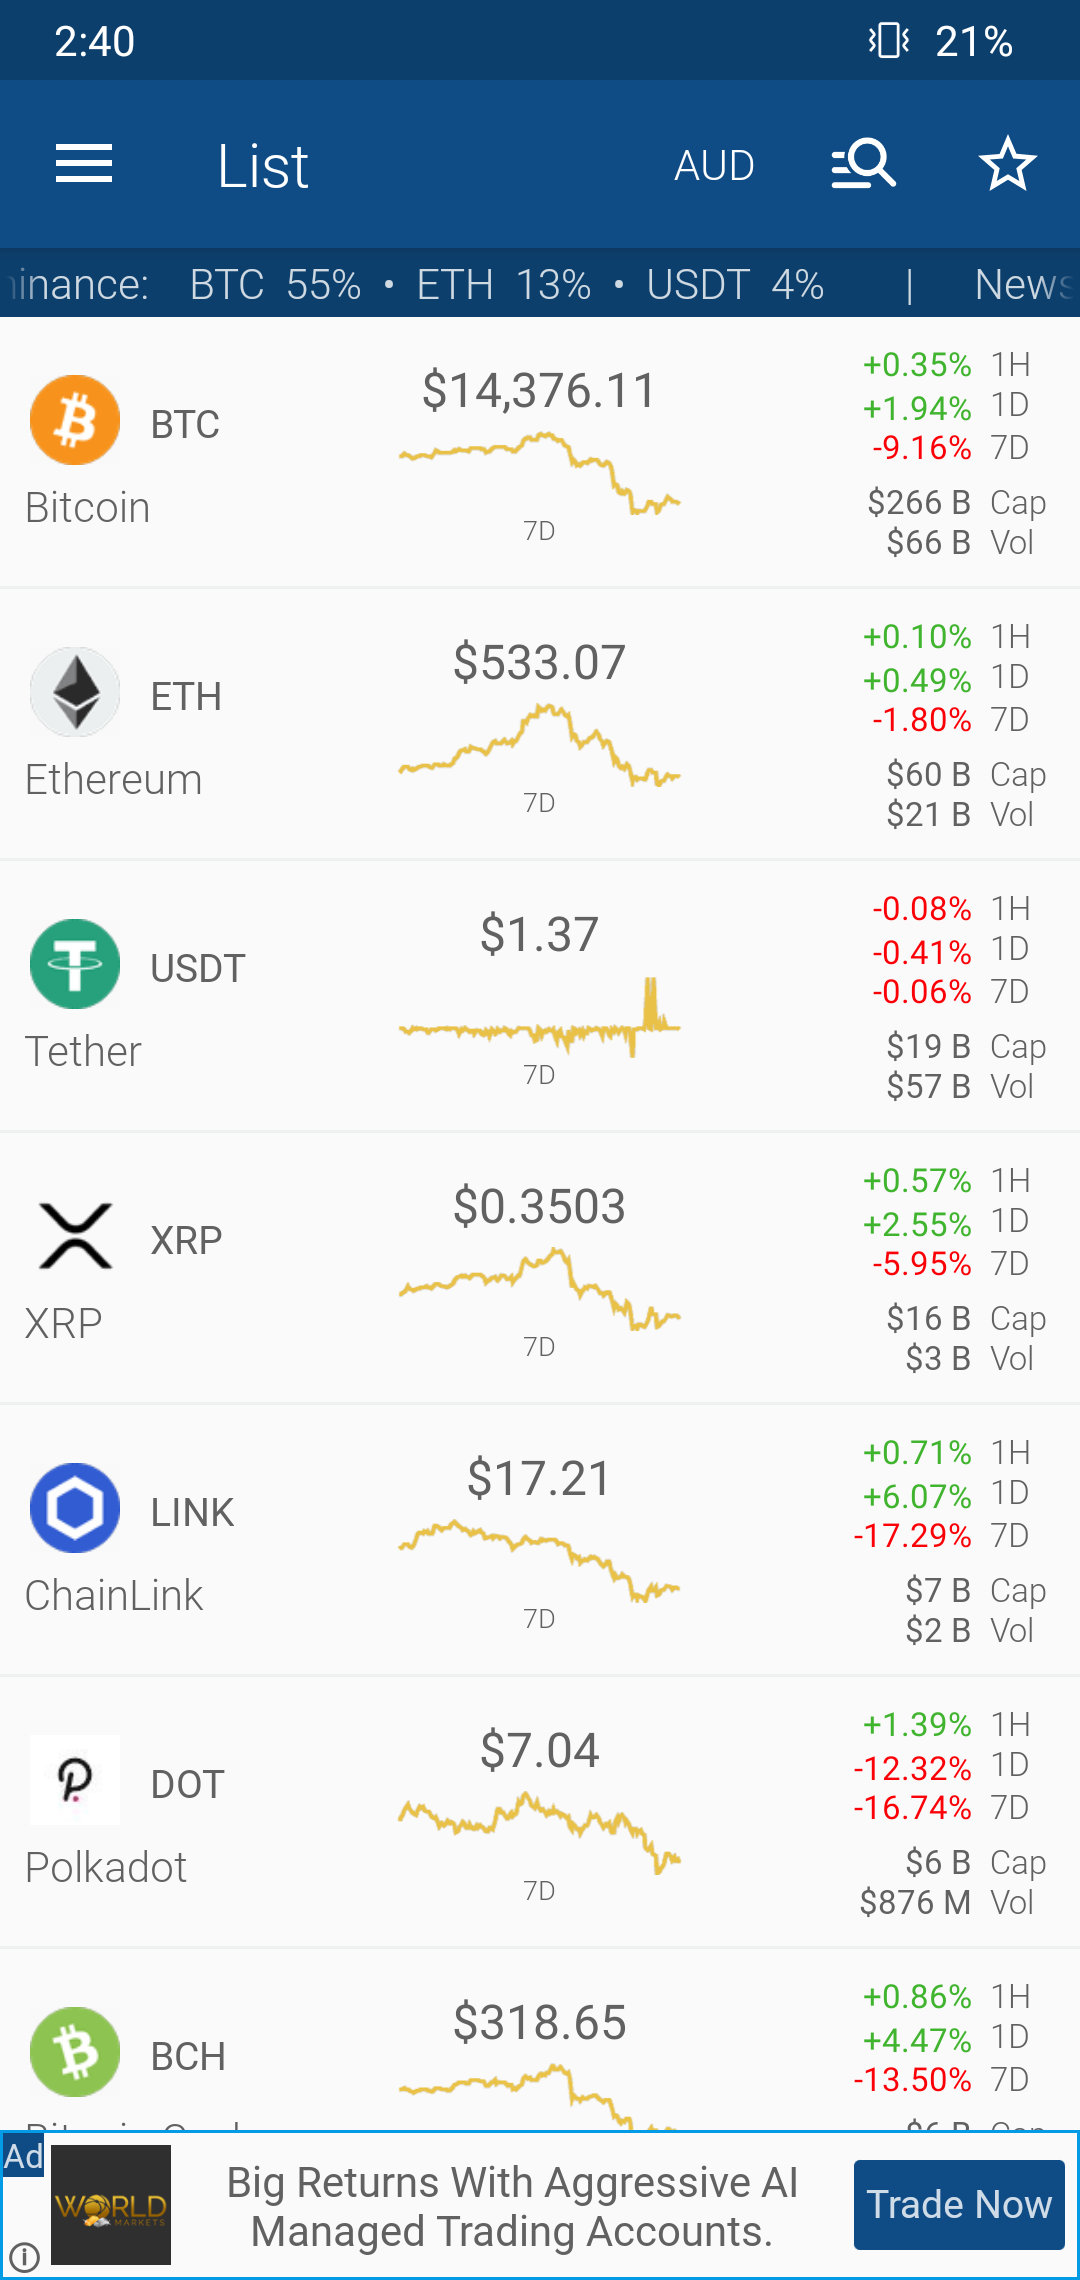 2:40 21%
List AUD
inance: BTC 55% • ETH 13% • USDT 4% | News
BTC
Bitcoin
$14,376.11
7D
+0.35% 1H
+1.94% 1D
-9.16% 7D
$266 B Cap
$66 B Vol
ETH
Ethereum
$533.07
7D
+0.10% 1H
+0.49% 1D
-1.80% 7D
$60 B Cap
$21 B Vol
USDT
Tether
$1.37
7D
-0.08% 1H
-0.41% 1D
-0.06% 7D
$19 B Cap
$57 B Vol
XRP
XRP
$0.3503
7D
+0.57% 1H
+2.55% 1D
-5.95% 7D
$16 B Cap
$3 B Vol
LINK
ChainLink
$17.21
7D
+0.71% 1H
+6.07% 1D
-17.29% 7D
$7 B Cap
$2 B Vol
DOT
Polkadot
$7.04
7D
+1.39% 1H
-12.32% 1D
-16.74% 7D
$6 B Cap
$876 M Vol
BCH
$318.65
+0.86% 1H
+4.47% 1D
-13.50% 7D
Ad
WORLD
MARKETS
Big Returns With Aggressive AI
Managed Trading Accounts.
Trade Now